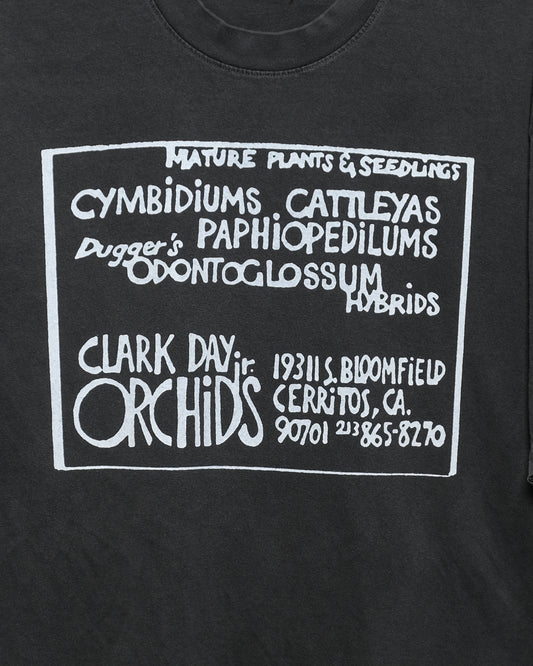 MATURE PLANTS & SEEDLINGS
CYMBiDiUMS CATTLEYAS
PAPHiOPEDiLUMS
Dugger's
ODONTOGLOSSUM
HYBRiDS
CLARK DAY jr.
ORCHiDS
19311 S. BLOOMFiELD
CERRiTOS, CA.
90701 213 865-8270